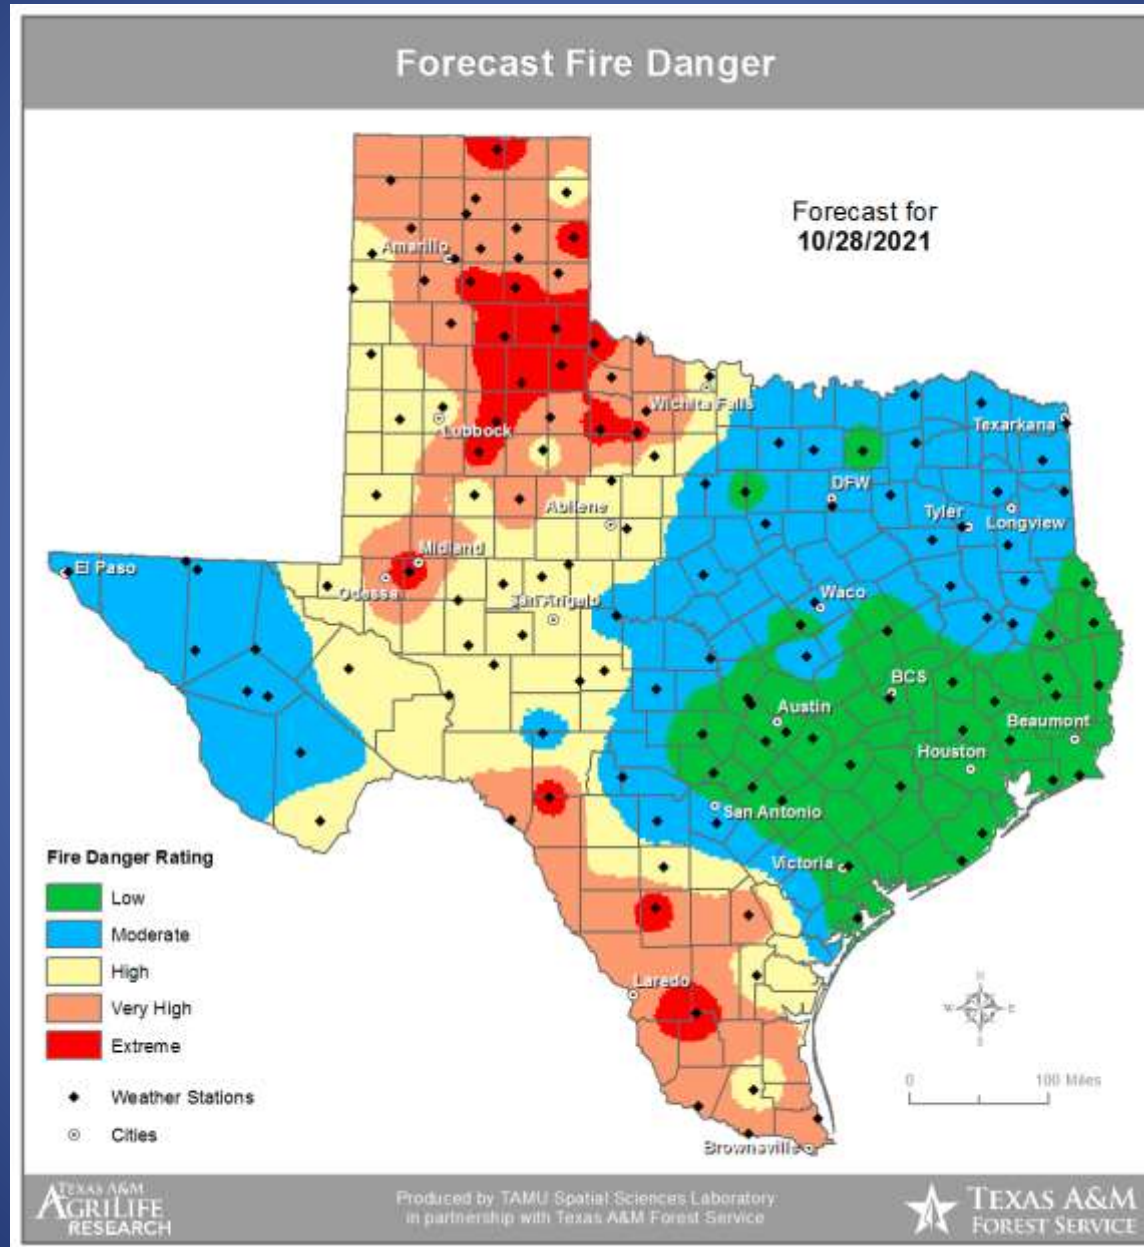 Forecast Fire Danger
Forecast for
10/28/2021
Amarillo
Wichita Falls
Lubbock
Texarkana
DFW
Abilene
Tyler
Longview
Midland
El Paso
Odessa
San Angelo
Waco
BCS
Austin
Beaumont
Houston
San Antonio
Victoria
Laredo
Brownsville
Fire Danger Rating
Low
Moderate
High
Very High
Extreme
Weather Stations
Cities
N
W E
S
0 100 Miles
TEXAS A&M
AGRILIFE
RESEARCH
Produced by TAMU Spatial Sciences Laboratory
in partnership with Texas A&M Forest Service
TEXAS A&M
FOREST SERVICE